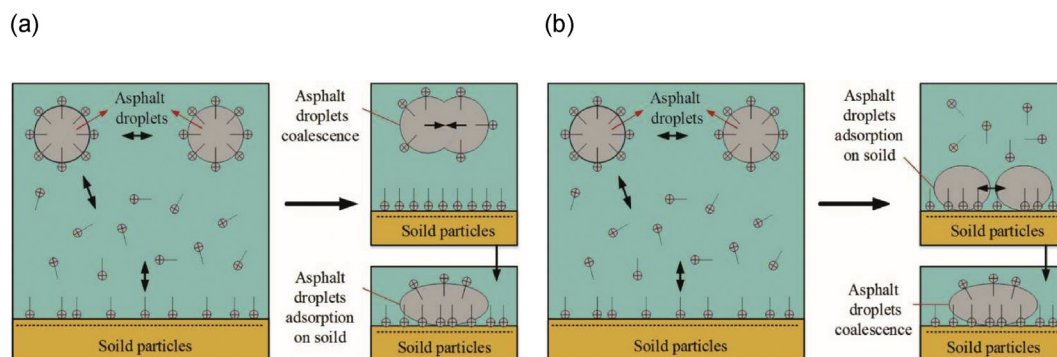 (a)
(b)
Asphalt
droplets
Soild particles
Asphalt
droplets
coalescence
Soild particles
Asphalt
droplets
adsorption
on soild
Soild particles
Asphalt
droplets
Soild particles
Asphalt
droplets
adsorption
on soild
Soild particles
Asphalt
droplets
coalescence
Soild particles